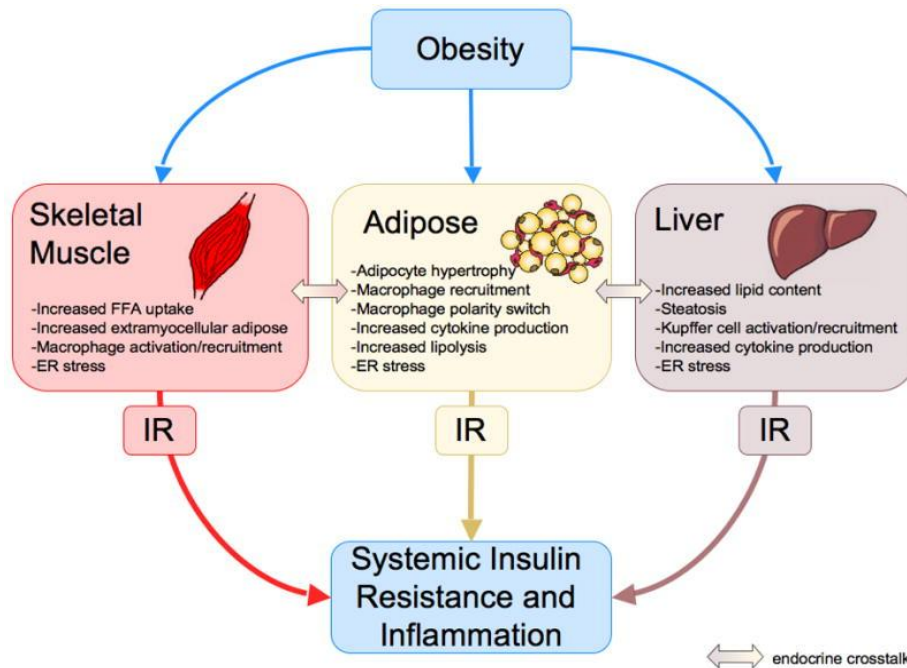 Obesity
Skeletal
Muscle
-Increased FFA uptake
-Increased extramyocellular adipose
-Macrophage activation/recruitment
-ER stress
Adipose
-Adipocyte hypertrophy
-Macrophage recruitment
-Macrophage polarity switch
-Increased cytokine production
-Increased lipolysis
-ER stress
Liver
-Increased lipid content
-Steatosis
-Kupffer cell activation/recruitment
-Increased cytokine production
-ER stress
IR
IR
IR
Systemic Insulin
Resistance and
Inflammation
endocrine crosstalk